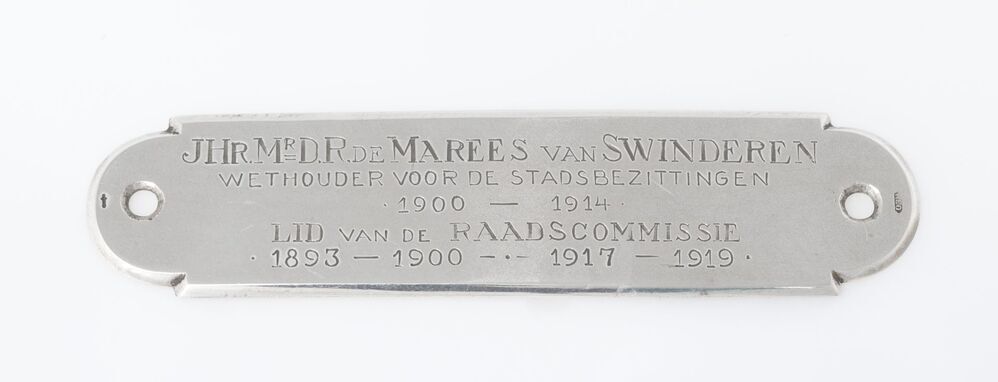 JHR. MR. D.R. DE MAREES VAN SWINDEREN
WETHOUDER VOOR DE STADSBEZITTINGEN
· 1900 — 1914 ·
LID VAN DE RAADSCOMMISSIE
· 1893 — 1900 —·— 1917 — 1919 ·